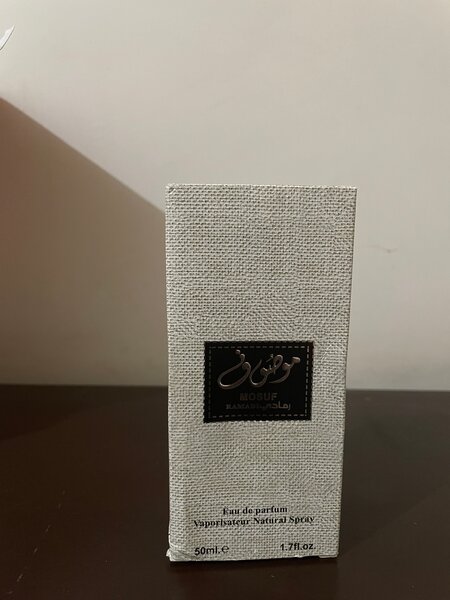 موصوف
MOSUF
RAMADI رمادي
Eau de parfum
Vaporisateur Natural Spray
50ml.e 1.7fl.oz.